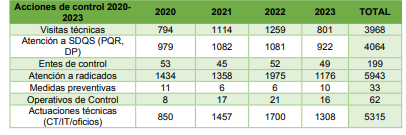 Acciones de control 2020-2023 2020 2021 2022 2023 TOTAL
Visitas técnicas 794 1114 1259 801 3968
Atención a SDQS (PQR, DP) 979 1082 1081 922 4064
Entes de control 53 45 52 49 199
Atención a radicados 1434 1358 1975 1176 5943
Medidas preventivas 11 6 6 10 33
Operativos de Control 8 17 21 16 62
Actuaciones técnicas (CT/IT/oficios) 850 1457 1700 1308 5315